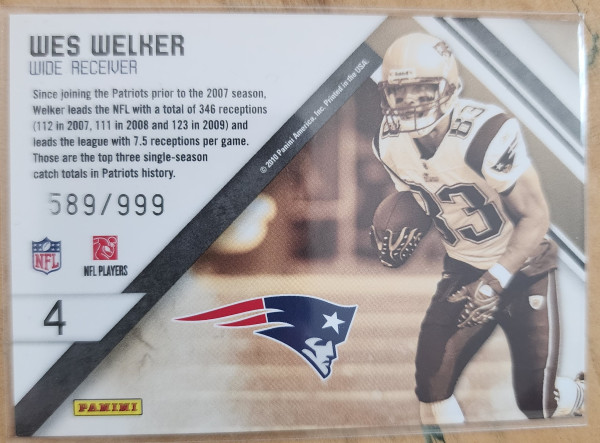 WES WELKER
WIDE RECEIVER
Since joining the Patriots prior to the 2007 season,
Welker leads the NFL with a total of 346 receptions
(112 in 2007, 111 in 2008 and 123 in 2009) and
leads the league with 7.5 receptions per game.
Those are the top three single-season
catch totals in Patriots history.
589/999
NFL
NFL PLAYERS
4
PANINI
© 2010 Panini America, Inc. Printed in the USA.
83
83